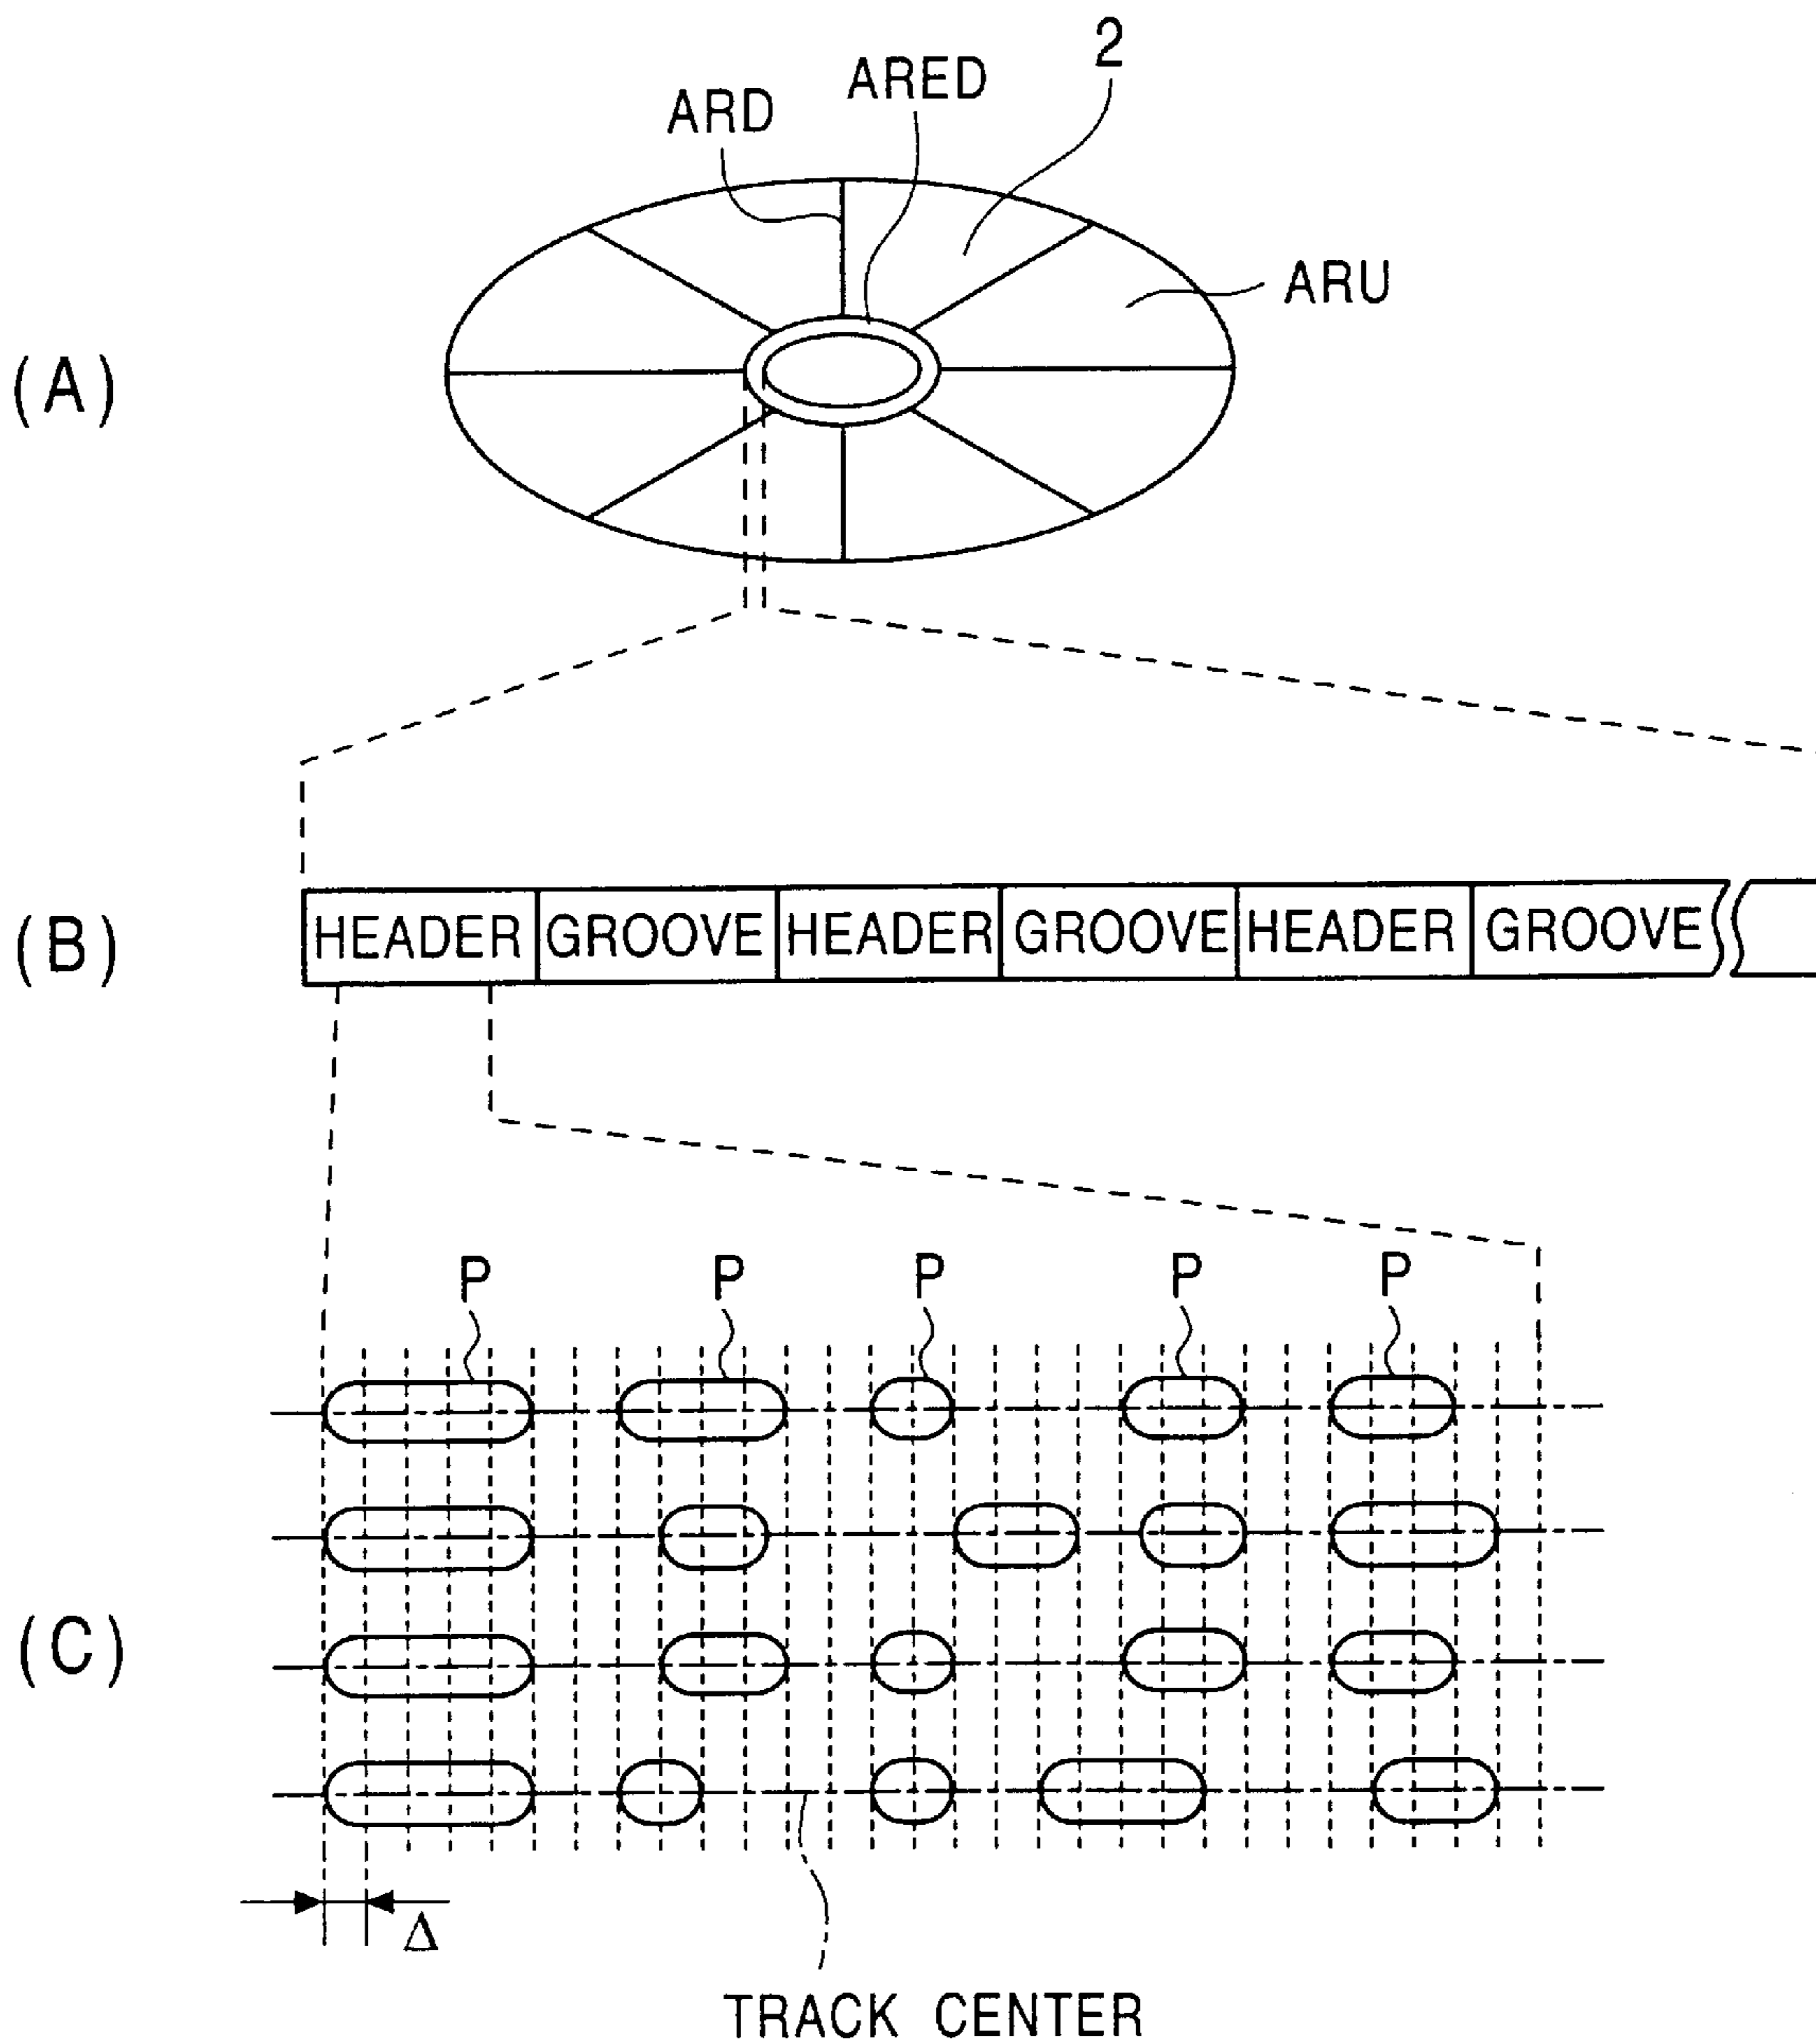 2
ARED
ARD
ARU
(A)
(B)
HEADER GROOVE HEADER GROOVE HEADER GROOVE
P P P P P
(C)
Δ
TRACK CENTER